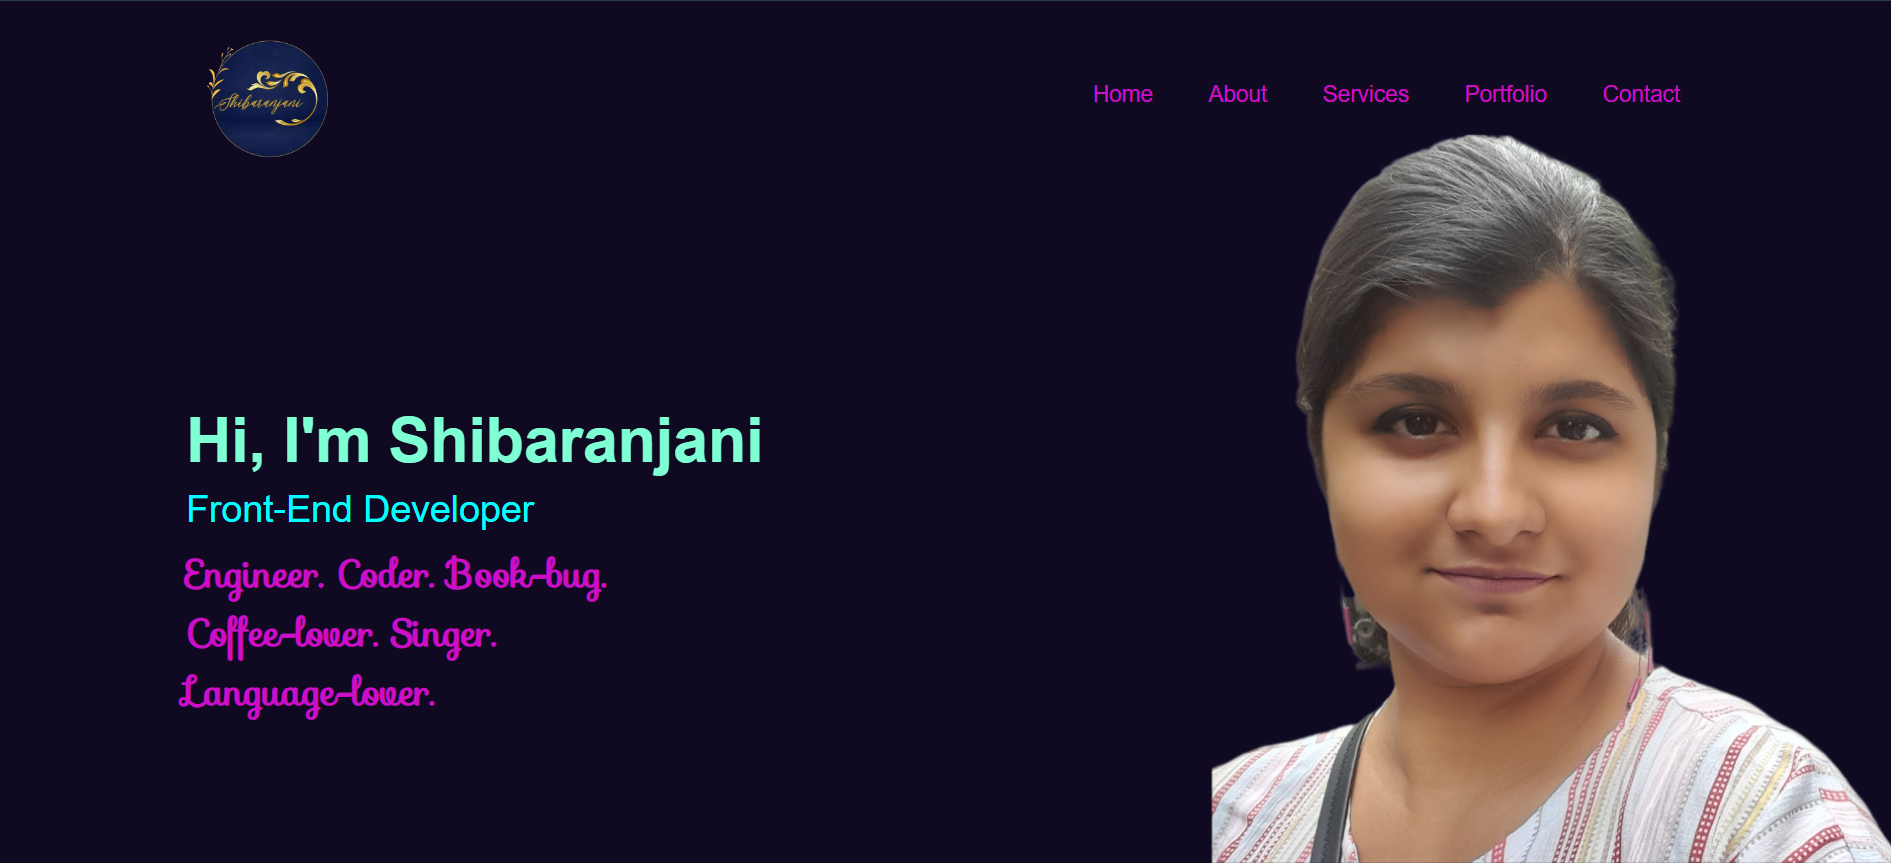 Shibaranjani
Home About Services Portfolio Contact
Hi, I'm Shibaranjani
Front-End Developer
Engineer. Coder. Book-bug.
Coffee-lover. Singer.
Language-lover.